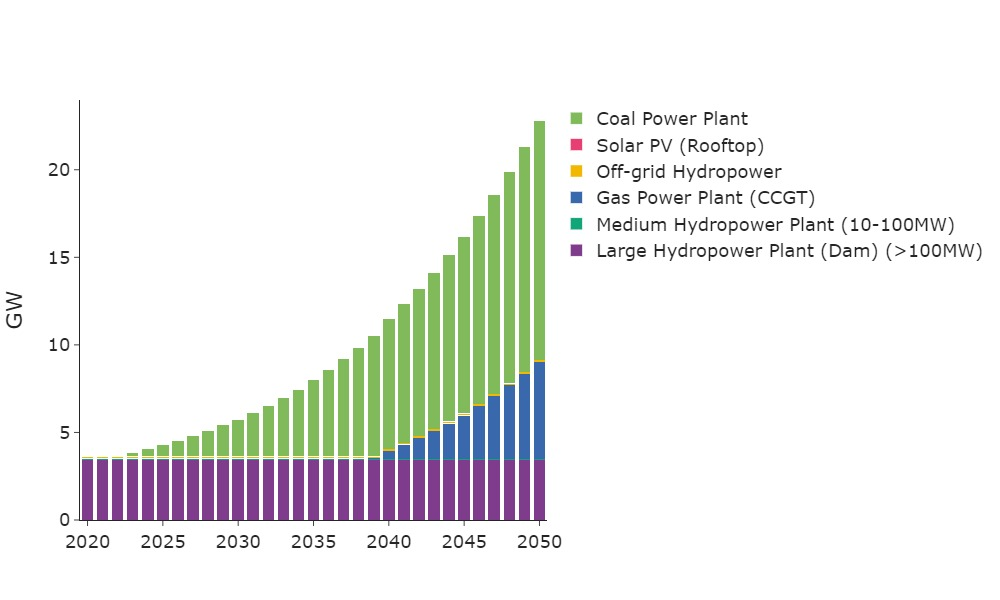 Coal Power Plant
Solar PV (Rooftop)
Off-grid Hydropower
Gas Power Plant (CCGT)
Medium Hydropower Plant (10-100MW)
Large Hydropower Plant (Dam) (>100MW)
20
15
10
5
0
GW
2020 2025 2030 2035 2040 2045 2050